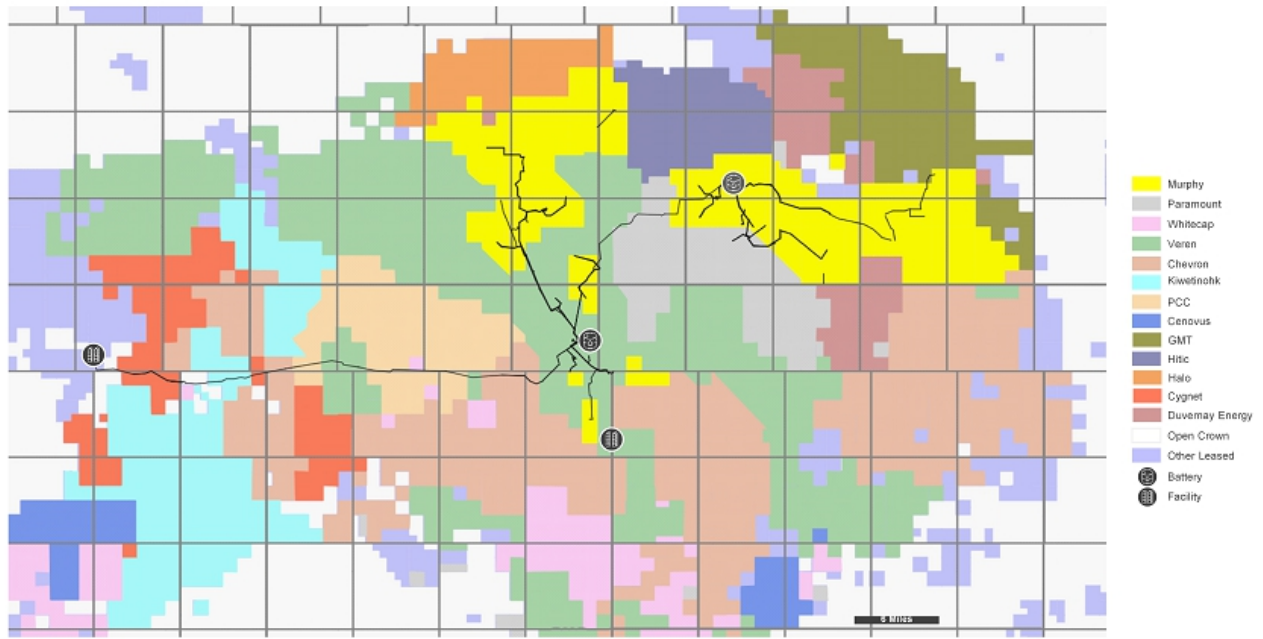 Murphy
Paramount
Whitecap
Veren
Chevron
Kiwetinohk
PCC
Cenovus
GMT
Hitic
Halo
Cygnet
Duvernay Energy
Open Crown
Other Leased
Battery
Facility
6 Miles